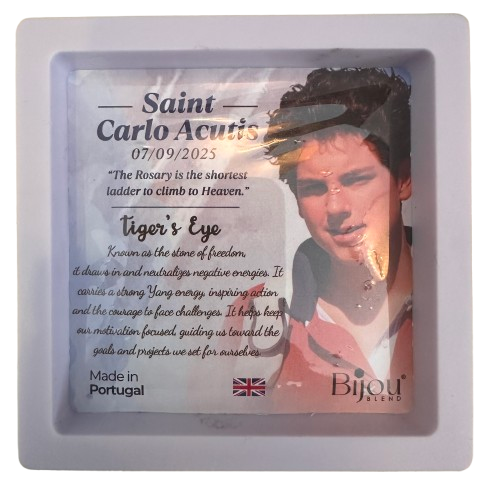 Saint
Carlo Acutis
07/09/2025
“The Rosary is the shortest
ladder to climb to Heaven.”
Tiger's Eye
Known as the stone of freedom,
it draws in and neutralizes negative energies. It
carries a strong Yang energy, inspiring action
and the courage to face challenges. It helps keep
our motivation focused, guiding us toward the
goals and projects we set for ourselves
Made in
Portugal
Bijou®
BLEND